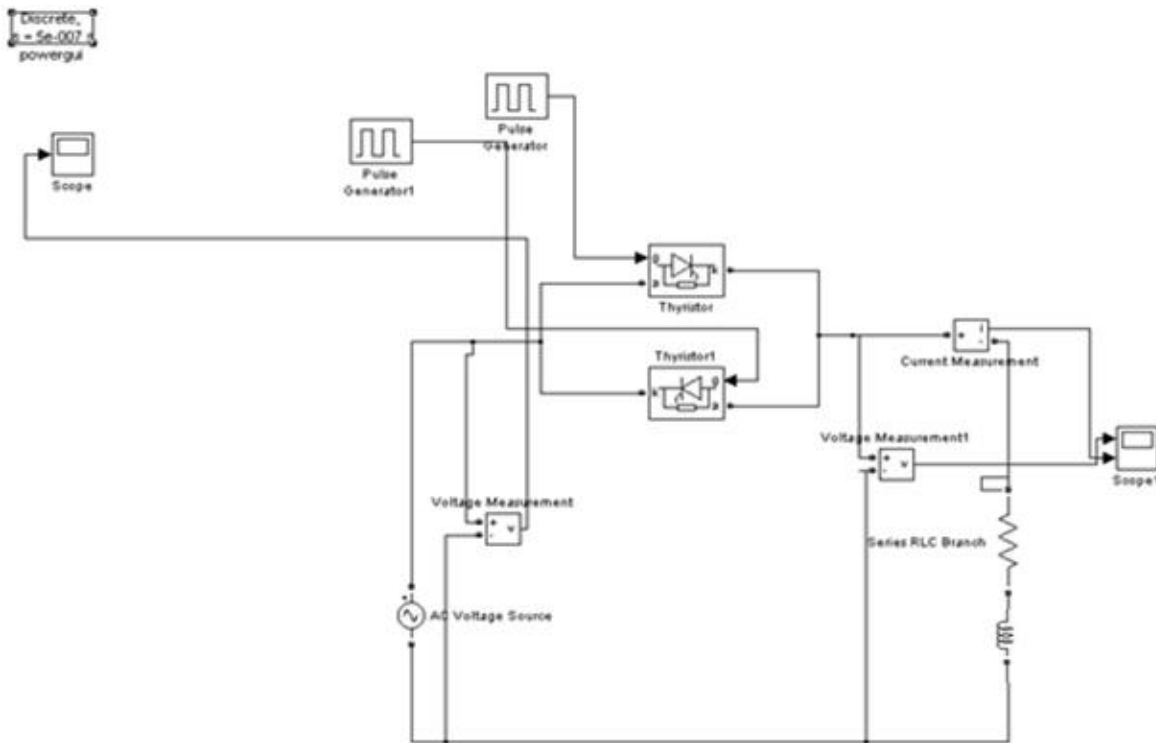 Discrete,
s = 5e-007 s
powergui
Pulse
Generator
Pulse
Generator1
Scope
g
k
a
Thyristor
Thyristor1
g
k
a
+
i
-
Current Measurement
Voltage Measurement1
+
v
-
Scope1
Voltage Measurement
+
v
-
Series RLC Branch
+
AC Voltage Source